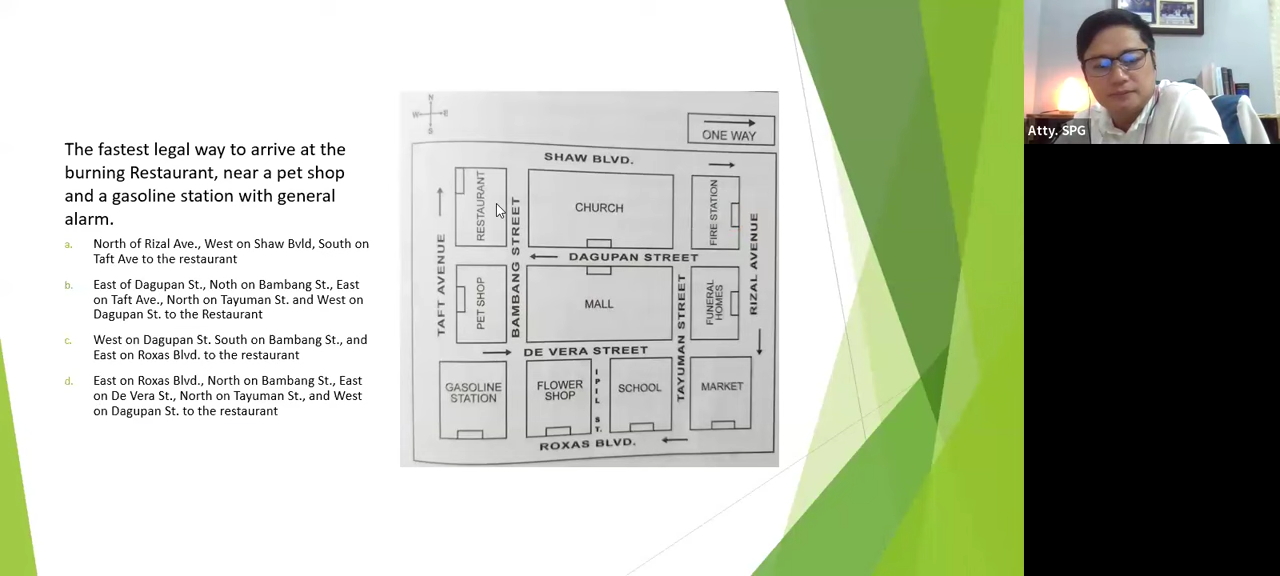 The fastest legal way to arrive at the
burning Restaurant, near a pet shop
and a gasoline station with general
alarm.
a. North of Rizal Ave., West on Shaw Bvld, South on
Taft Ave to the restaurant
b. East of Dagupan St., Noth on Bambang St., East
on Taft Ave., North on Tayuman St. and West on
Dagupan St. to the Restaurant
c. West on Dagupan St. South on Bambang St., and
East on Roxas Blvd. to the restaurant
d. East on Roxas Blvd., North on Bambang St., East
on De Vera St., North on Tayuman St., and West
on Dagupan St. to the restaurant
N
W E
S
ONE WAY
SHAW BLVD.
TAFT AVENUE
RESTAURANT
BAMBANG STREET
CHURCH
FIRE STATION
RIZAL AVENUE
DAGUPAN STREET
PET SHOP
MALL
TAYUMAN STREET
FUNERAL
HOMES
DE VERA STREET
GASOLINE
STATION
FLOWER
SHOP
IPIL ST.
SCHOOL
MARKET
ROXAS BLVD.
Atty. SPG